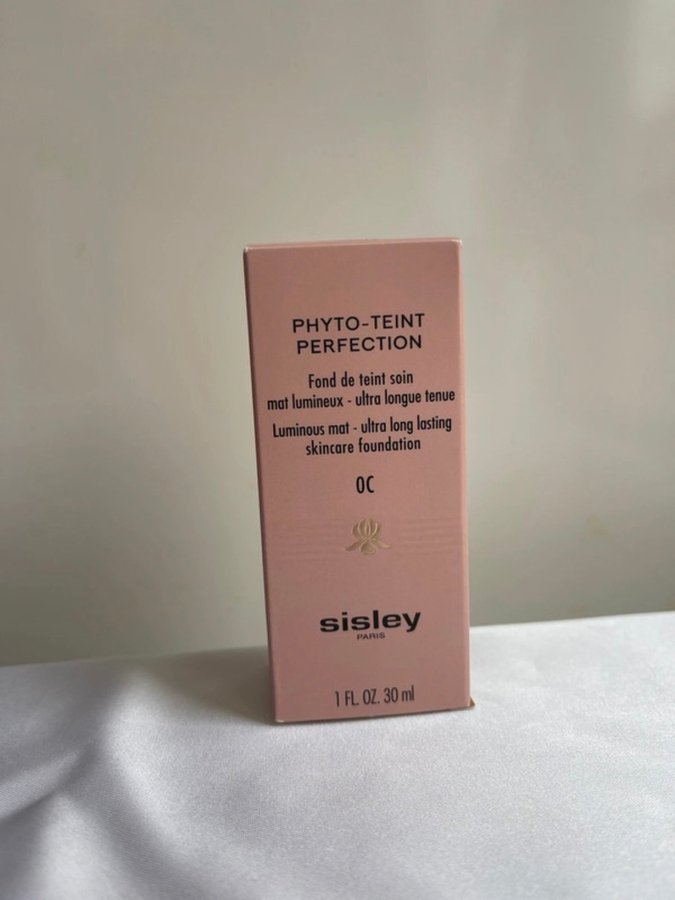 PHYTO-TEINT
PERFECTION
Fond de teint soin
mat lumineux - ultra longue tenue
Luminous mat - ultra long lasting
skincare foundation
0C
sisley
PARIS
1 FL. OZ. 30 ml